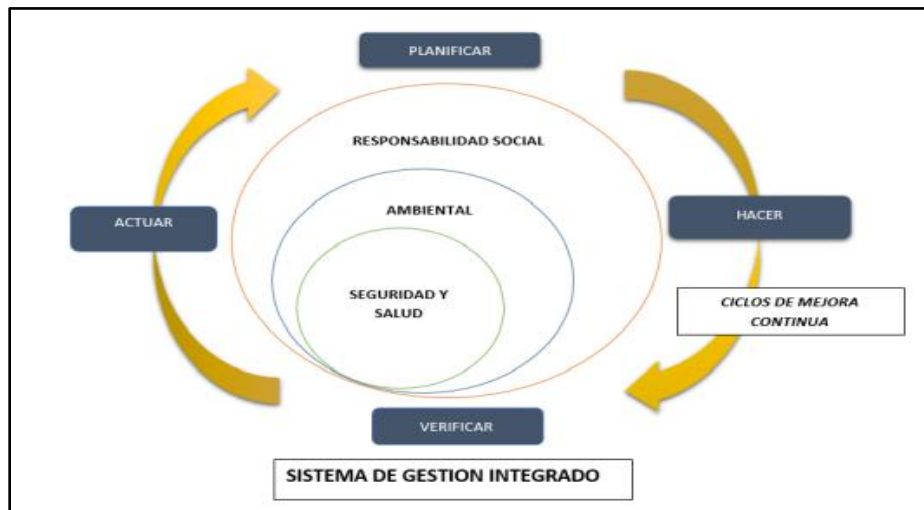 PLANIFICAR
RESPONSABILIDAD SOCIAL
AMBIENTAL
ACTUAR
HACER
SEGURIDAD Y
SALUD
CICLOS DE MEJORA
CONTINUA
VERIFICAR
SISTEMA DE GESTION INTEGRADO